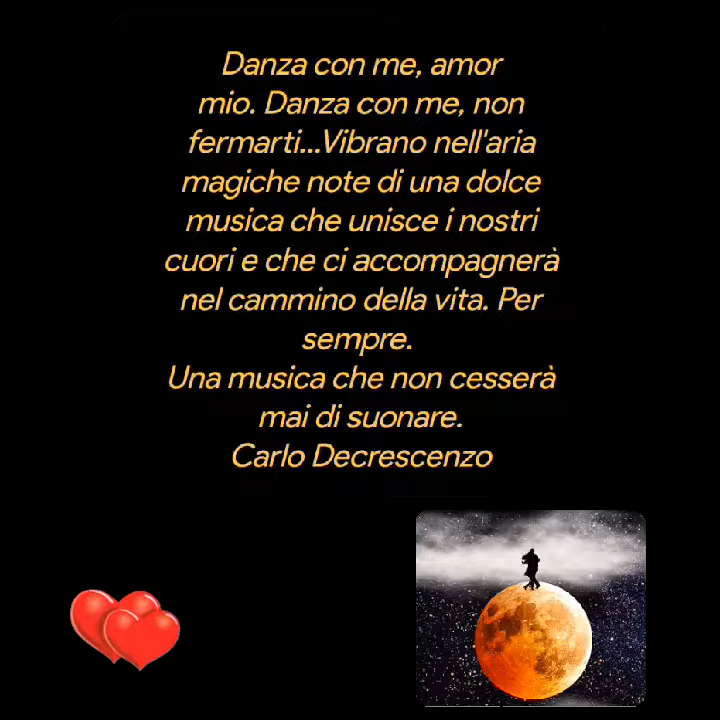 Danza con me, amor
mio. Danza con me, non
fermarti...Vibrano nell'aria
magiche note di una dolce
musica che unisce i nostri
cuori e che ci accompagnerà
nel cammino della vita. Per
sempre.
Una musica che non cesserà
mai di suonare.
Carlo Decrescenzo